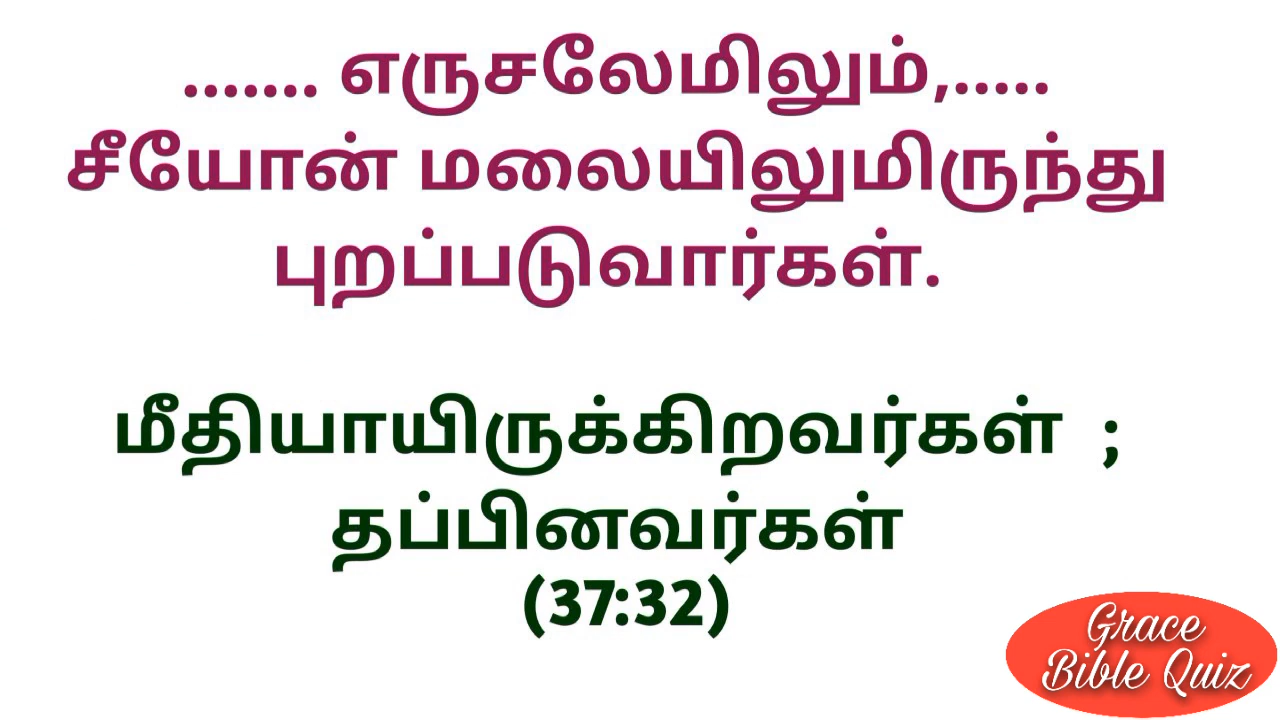 ....... எருசலேமிலும்,.....
சீயோன் மலையிலுமிருந்து
புறப்படுவார்கள்.
மீதியாயிருக்கிறவர்கள் ;
தப்பினவர்கள்
(37:32)
Grace
Bible Quiz